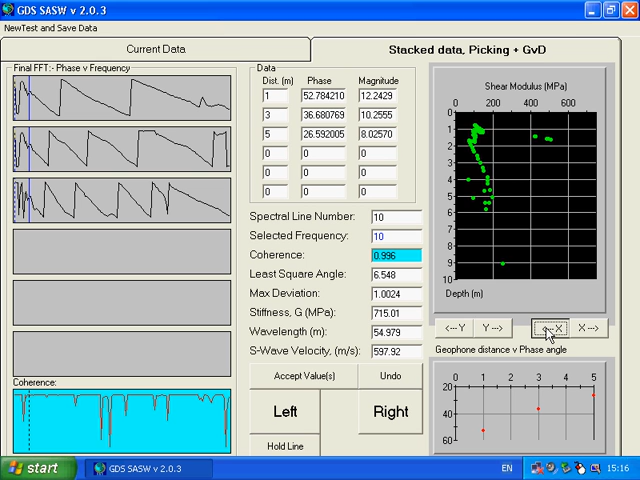 GDS SASW v 2.0.3
NewTest and Save Data
Current Data
Stacked data, Picking + GvD
Final FFT:- Phase v Frequency
Data
Dist. (m) Phase Magnitude
1 52.784210 12.2429
3 36.680769 10.2555
5 26.592005 8.02570
0 0 0
0 0 0
0 0 0
Spectral Line Number: 10
Selected Frequency: 10
Coherence: 0.996
Least Square Angle: 6.548
Max Deviation: 1.0024
Stiffness, G (MPa): 715.01
Wavelength (m) 54.979
S-Wave Velocity, (m/s): 597.92
Accept Value(s) Undo
Left Right
Hold Line
Coherence:
Shear Modulus (MPa)
0 200 400 600
0
1
2
3
4
5
6
7
8
9
10
Depth (m)
<---Y Y---> <---X X--->
Geophone distance v Phase angle
0 1 2 3 4 5
20
40
60
start
GDS SASW v 2.0.3
EN
15:16